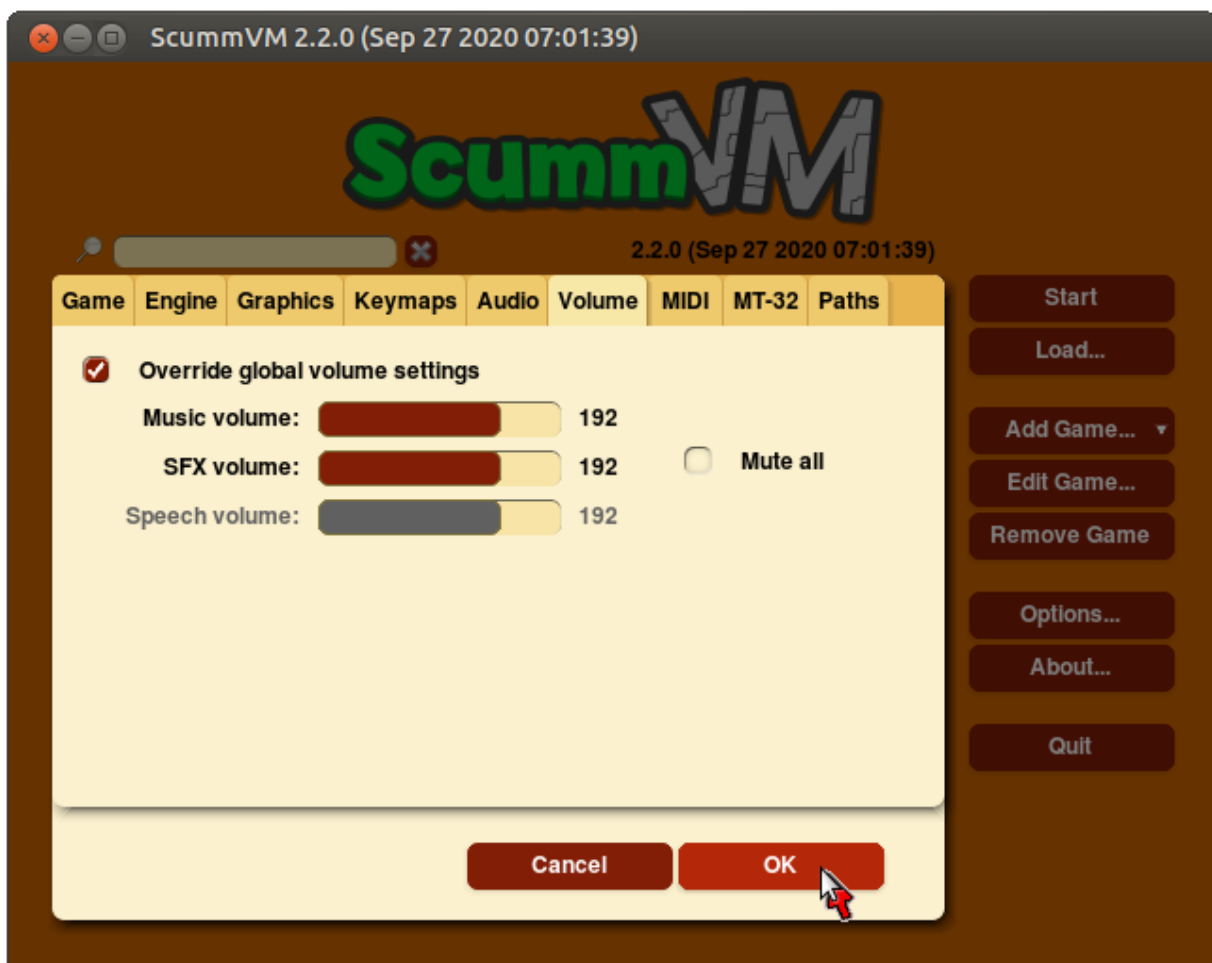 ScummVM 2.2.0 (Sep 27 2020 07:01:39)
ScummVM
2.2.0 (Sep 27 2020 07:01:39)
Game Engine Graphics Keymaps Audio Volume MIDI MT-32 Paths
Override global volume settings
Music volume: 192
SFX volume: 192
Mute all
Speech volume: 192
Cancel OK
Start
Load...
Add Game...
Edit Game...
Remove Game
Options...
About...
Quit